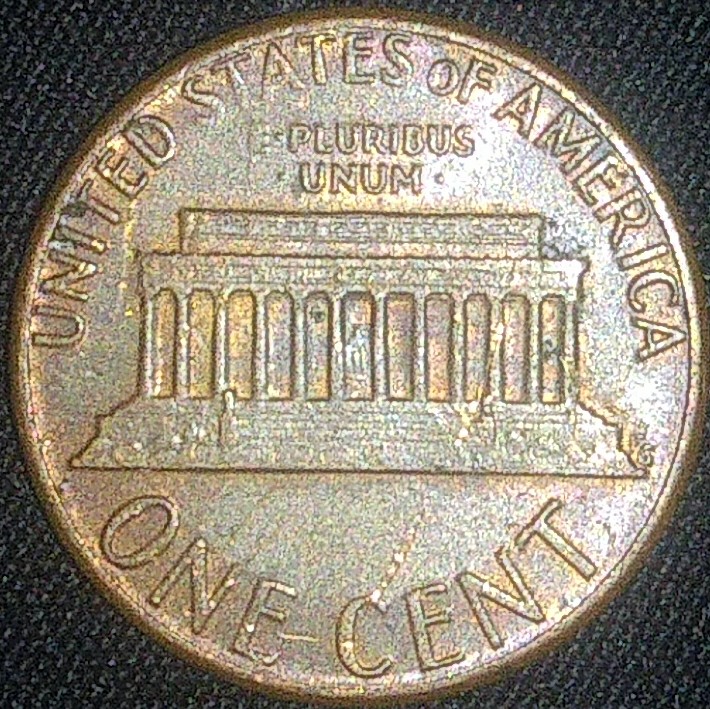 UNITED STATES OF AMERICA
E PLURIBUS
· UNUM ·
ONE CENT